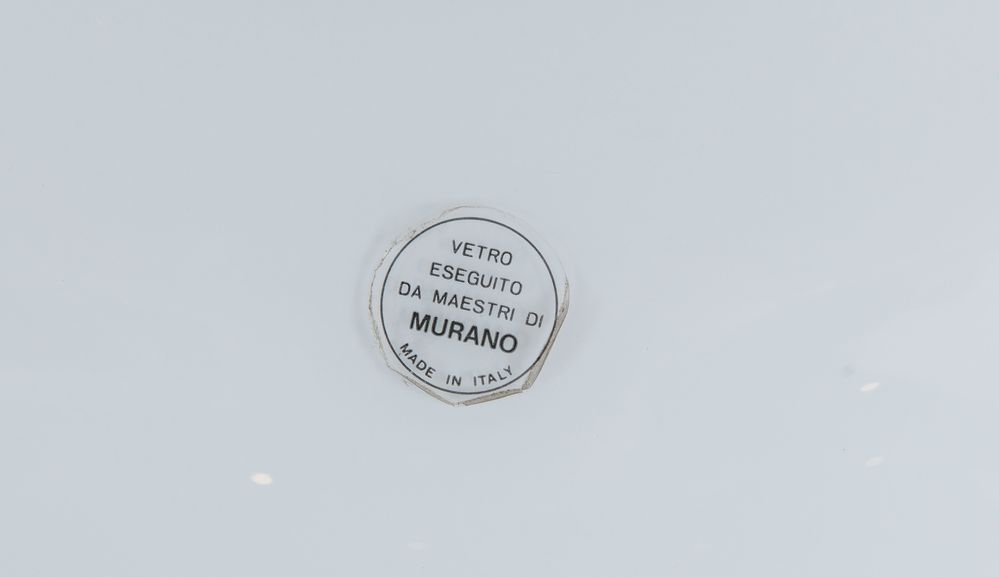 VETRO
ESEGUITO
DA MAESTRI DI
MURANO
MADE IN ITALY